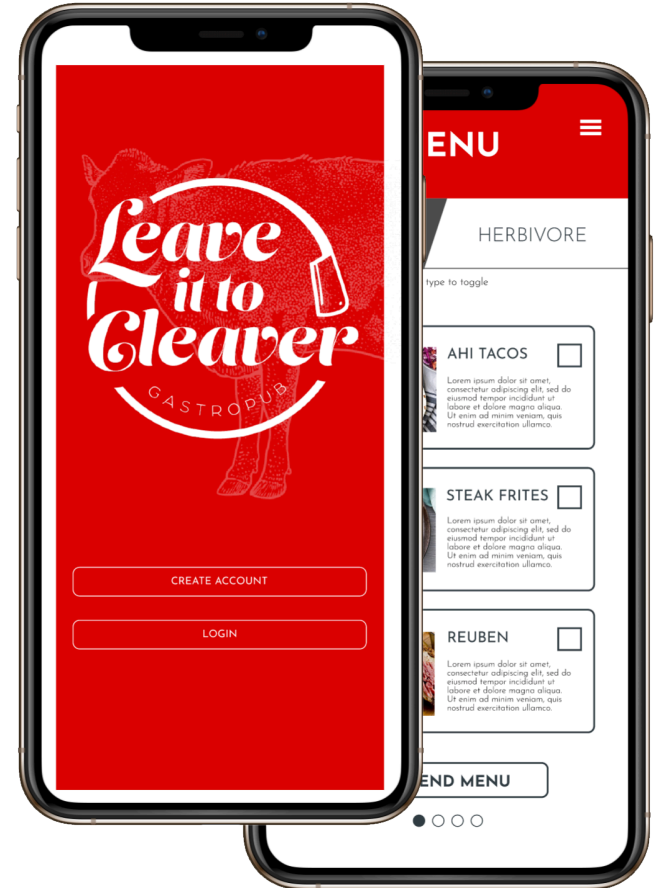 Leave
it to
Cleaver
GASTROPUB
CREATE ACCOUNT
LOGIN
ENU
HERBIVORE
type to toggle
AHI TACOS
Lorem ipsum dolor sit amet,
consectetur adipiscing elit, sed do
eiusmod tempor incididunt ut
labore et dolore magna aliqua.
Ut enim ad minim veniam, quis
nostrud exercitation ullamco.
STEAK FRITES
Lorem ipsum dolor sit amet,
consectetur adipiscing elit, sed do
eiusmod tempor incididunt ut
labore et dolore magna aliqua.
Ut enim ad minim veniam, quis
nostrud exercitation ullamco.
REUBEN
Lorem ipsum dolor sit amet,
consectetur adipiscing elit, sed do
eiusmod tempor incididunt ut
labore et dolore magna aliqua.
Ut enim ad minim veniam, quis
nostrud exercitation ullamco.
END MENU